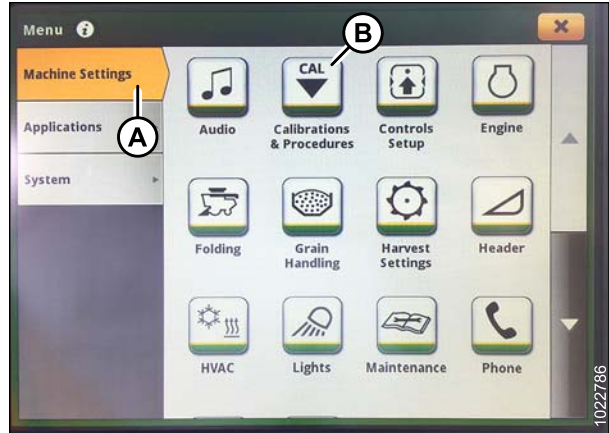 Menu i
B
Machine Settings
A
Applications
System
CAL
Audio
Calibrations
& Procedures
Controls
Setup
Engine
Folding
Grain
Handling
Harvest
Settings
Header
HVAC
Lights
Maintenance
Phone
1022786